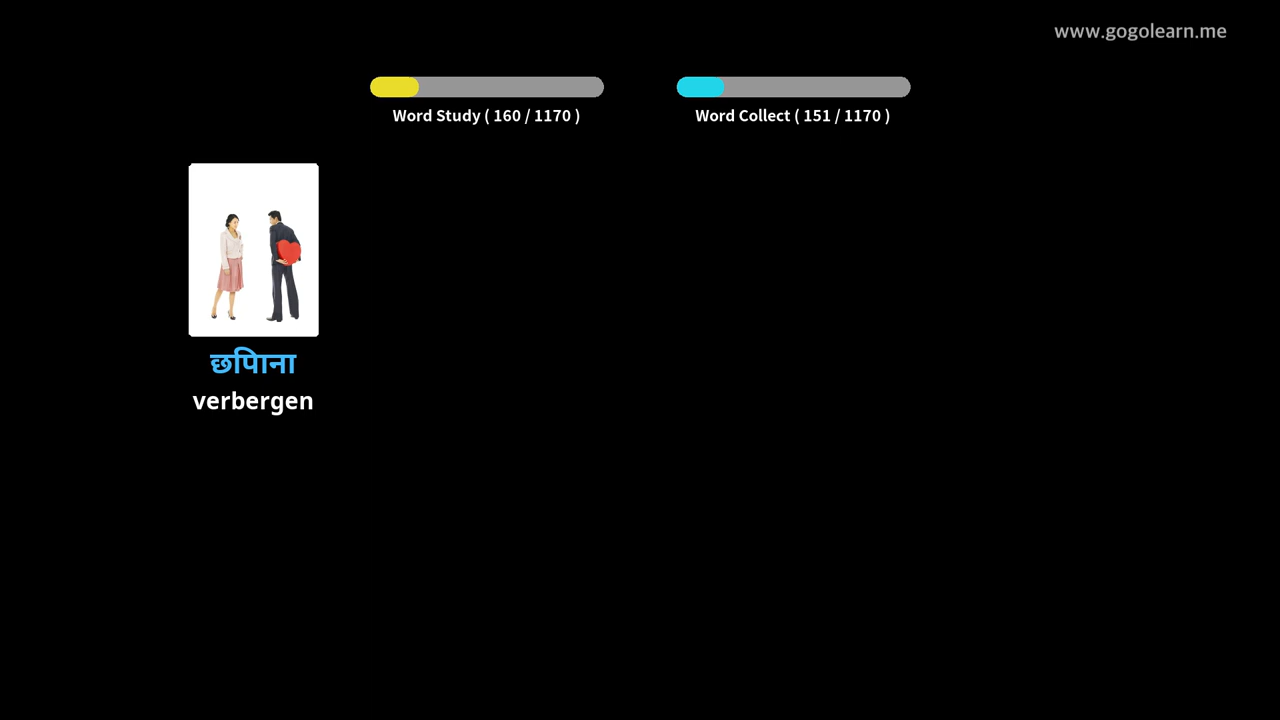 www.gogolearn.me
Word Study ( 160 / 1170 )
Word Collect ( 151 / 1170 )
छिपाना
verbergen